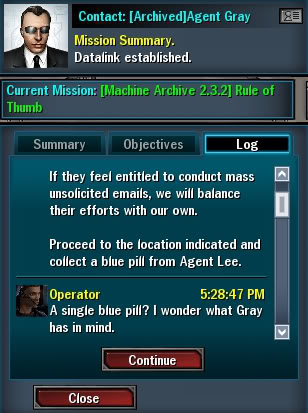 Contact: [Archived]Agent Gray
Mission Summary.
Datalink established.
Current Mission: [Machine Archive 2.3.2] Rule of
Thumb
Summary
Objectives
Log
If they feel entitled to conduct mass
unsolicited emails, we will balance
their efforts with our own.
Proceed to the location indicated and
collect a blue pill from Agent Lee.
Operator
5:28:47 PM
A single blue pill? I wonder what Gray
has in mind.
Continue
Close